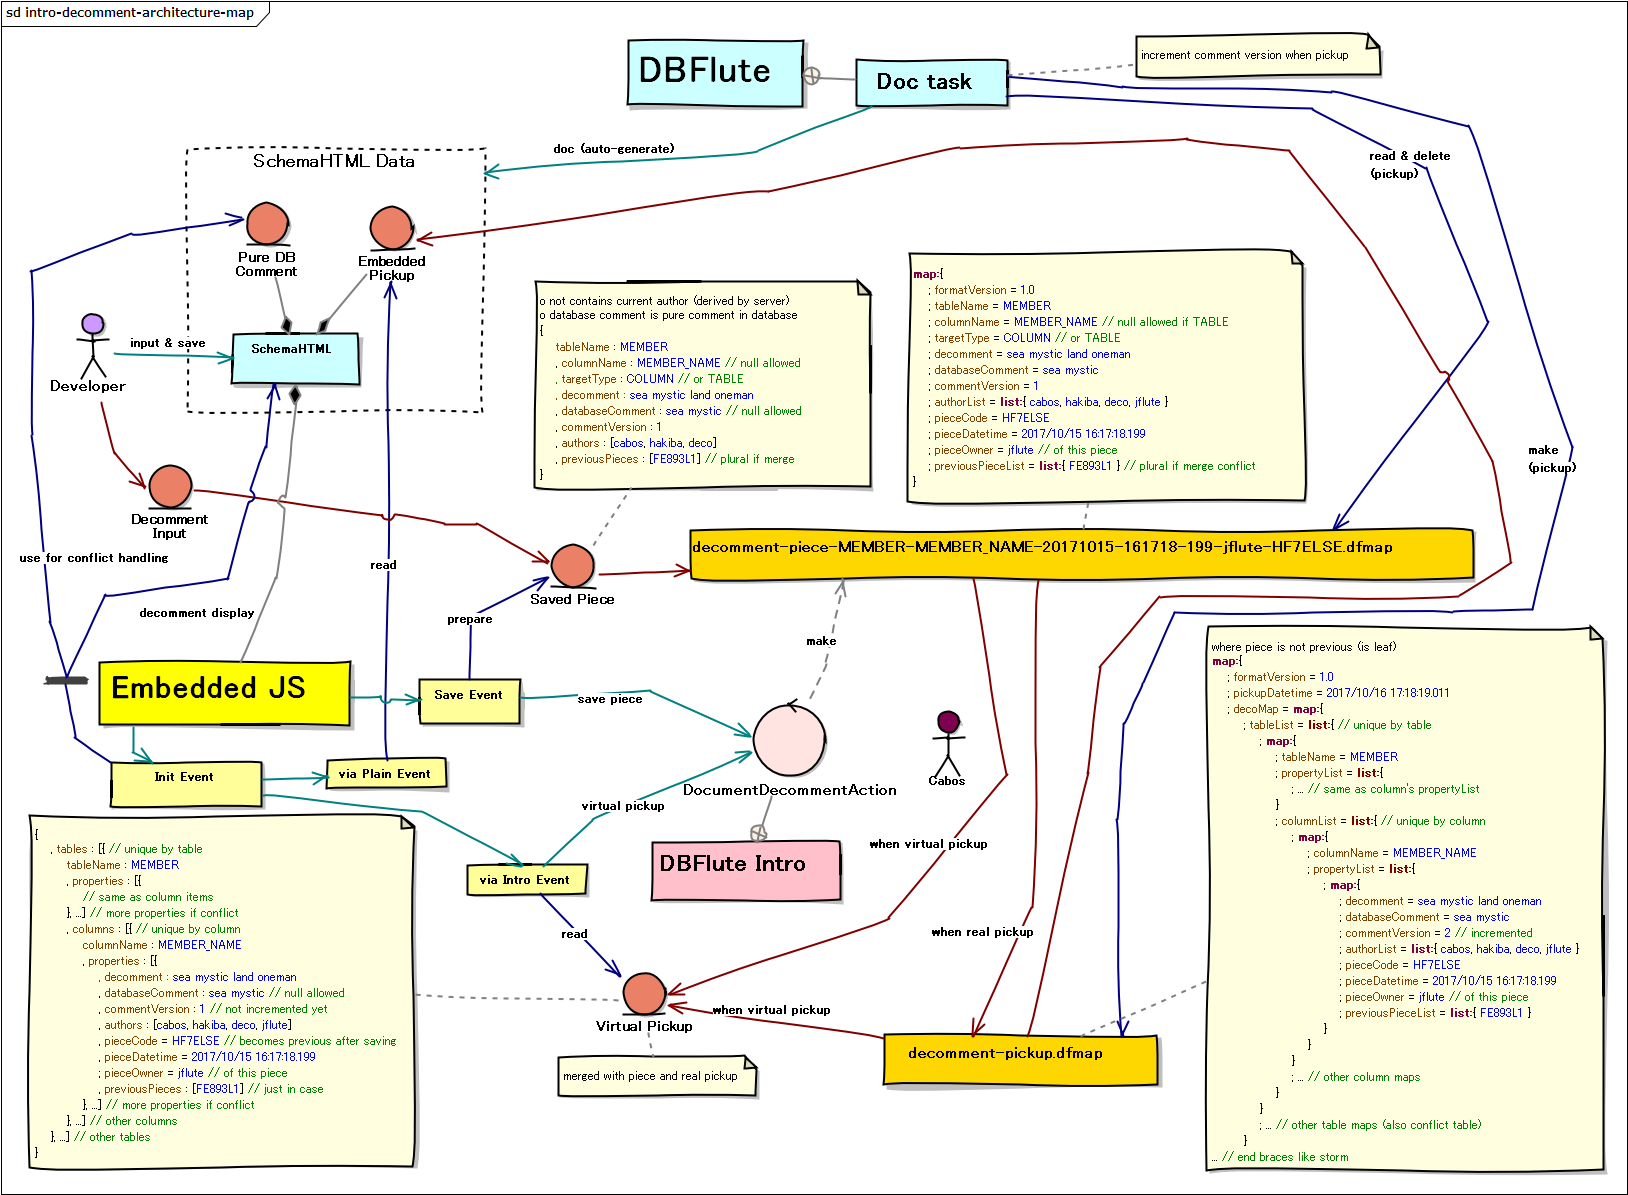 sd intro-decomment-architecture-map
DBFlute
Doc task
increment comment version when pickup
doc (auto-generate)
read & delete
(pickup)
SchemaHTML Data
Pure DB
Comment
Embedded
Pickup
SchemaHTML
input & save
Developer
o not contains current author (derived by server)
o database comment is pure comment in database
{
tableName : MEMBER
, columnName : MEMBER_NAME // null allowed
, targetType : COLUMN // or TABLE
, decomment : sea mystic land oneman
, databaseComment : sea mystic // null allowed
, commentVersion : 1
, authors : [cabos, hakiba, deco]
, previousPieces : [FE893L1] // plural if merge
}
map:{
; formatVersion = 1.0
; tableName = MEMBER
; columnName = MEMBER_NAME // null allowed if TABLE
; targetType = COLUMN // or TABLE
; decomment = sea mystic land oneman
; databaseComment = sea mystic
; commentVersion = 1
; authorList = list:{ cabos, hakiba, deco, jflute }
; pieceCode = HF7ELSE
; pieceDatetime = 2017/10/15 16:17:18.199
; pieceOwner = jflute // of this piece
; previousPieceList = list:{ FE893L1 } // plural if merge conflict
}
make
(pickup)
Decomment
Input
use for conflict handling
read
decomment-piece-MEMBER-MEMBER_NAME-20171015-161718-199-jflute-HF7ELSE.dfmap
Saved Piece
decomment display
prepare
make
Embedded JS
Save Event
save piece
Init Event
via Plain Event
DocumentDecommentAction
Cabos
virtual pickup
when virtual pickup
DBFlute Intro
via Intro Event
read
when real pickup
Virtual Pickup
when virtual pickup
merged with piece and real pickup
decomment-pickup.dfmap
{
, tables : [{ // unique by table
tableName : MEMBER
, properties : [{
// same as column items
}, ...] // more properties if conflict
, columns : [{ // unique by column
columnName : MEMBER_NAME
, properties : [{
, decomment : sea mystic land oneman
, databaseComment : sea mystic // null allowed
, commentVersion : 1 // not incremented yet
, authors : [cabos, hakiba, deco, jflute]
, pieceCode = HF7ELSE // becomes previous after saving
, pieceDatetime = 2017/10/15 16:17:18.199
; pieceOwner = jflute // of this piece
, previousPieces : [FE893L1] // just in case
}, ...] // more properties if conflict
}, ...] // other columns
}, ...] // other tables
}
where piece is not previous (is leaf)
map:{
; formatVersion = 1.0
; pickupDatetime = 2017/10/16 17:18:19.011
; decoMap = map:{
; tableList = list:{ // unique by table
; map:{
; tableName = MEMBER
; propertyList = list:{
; ... // same as column's propertyList
}
; columnList = list:{ // unique by column
; map:{
; columnName = MEMBER_NAME
; propertyList = list:{
; map:{
; decomment = sea mystic land oneman
; databaseComment = sea mystic
; commentVersion = 2 // incremented
; authorList = list:{ cabos, hakiba, deco, jflute }
; pieceCode = HF7ELSE
; pieceDatetime = 2017/10/15 16:17:18.199
; pieceOwner = jflute // of this piece
; previousPieceList = list:{ FE893L1 }
}
}
}
; ... // other column maps
}
}
; ... // other table maps (also conflict table)
}
... // end braces like storm